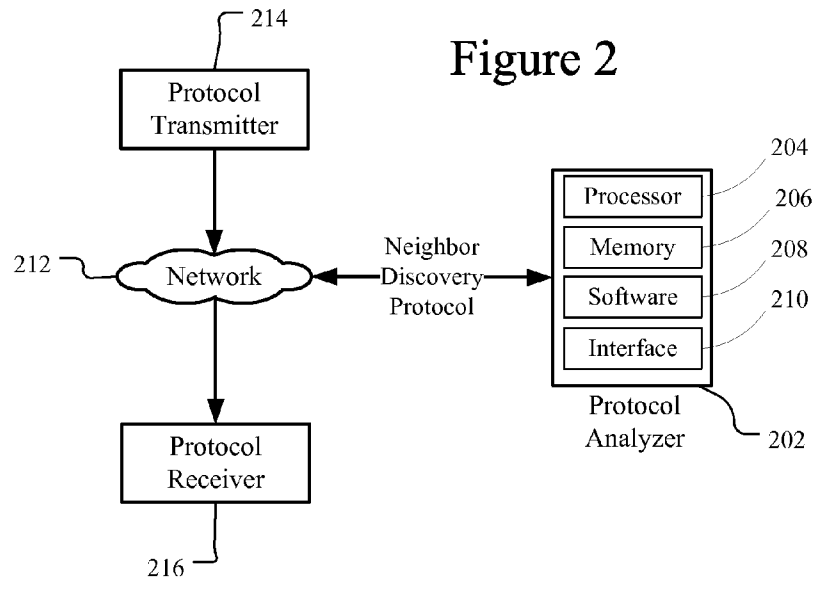 214
Figure 2
Protocol
Transmitter
204
Processor
206
Memory
212
Network
Neighbor
Discovery
Protocol
208
Software
210
Interface
Protocol
Analyzer
202
Protocol
Receiver
216